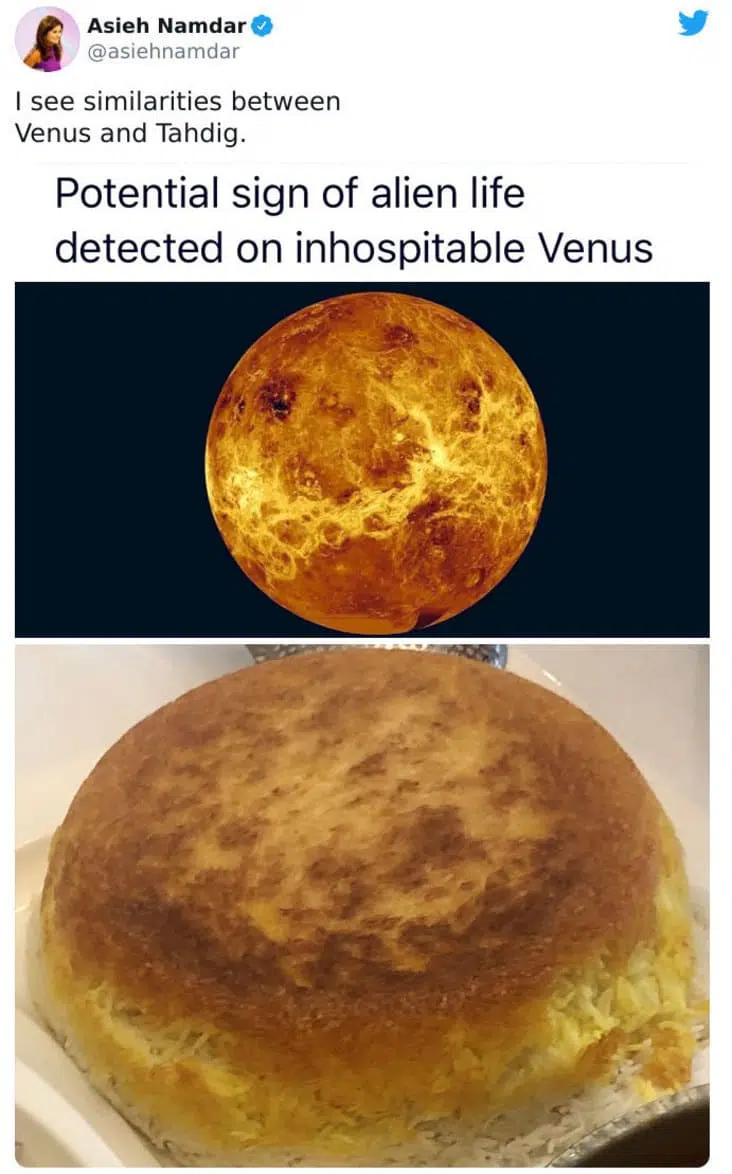 Asieh Namdar
@asiehnamdar
I see similarities between
Venus and Tahdig.
Potential sign of alien life
detected on inhospitable Venus